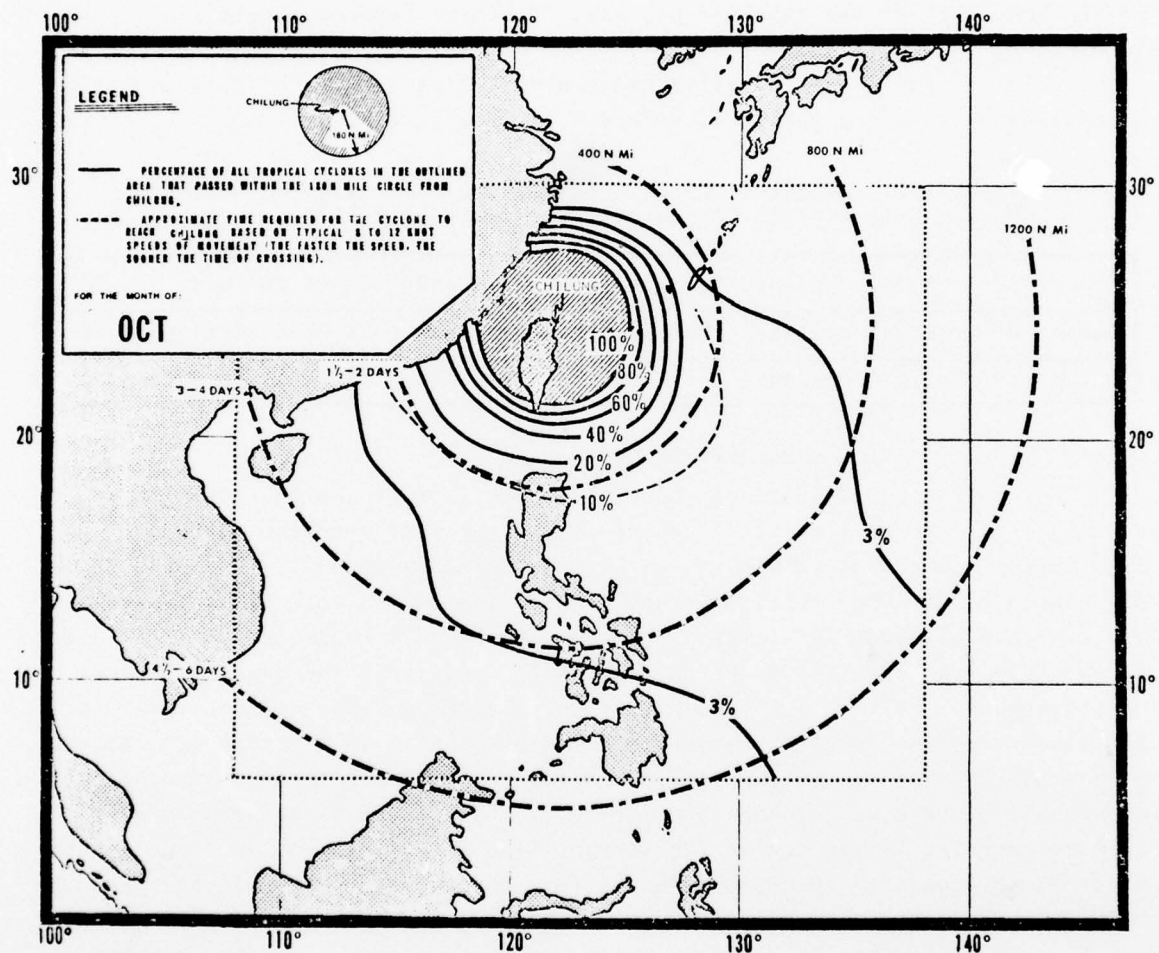 100° 110° 120° 130° 140°
LEGEND
CHILUNG
180 N MI
PERCENTAGE OF ALL TROPICAL CYCLONES IN THE OUTLINED
AREA THAT PASSED WITHIN THE 180 N MILE CIRCLE FROM
CHILUNG.
APPROXIMATE TIME REQUIRED FOR THE CYCLONE TO
REACH CHILUNG BASED ON TYPICAL 8 TO 12 KNOT
SPEEDS OF MOVEMENT (THE FASTER THE SPEED, THE
SOONER THE TIME OF CROSSING).
FOR THE MONTH OF:
OCT
400 N Mi
800 N Mi
1200 N Mi
30° 30°
CHILUNG
100%
80%
60%
40%
20%
10%
1½-2 DAYS
3-4 DAYS
20° 20°
3%
4½-6 DAYS
10° 10°
3%
100° 110° 120° 130° 140°